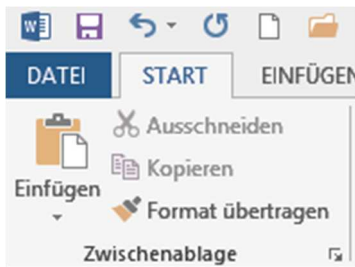 DATEI START EINFÜGEN
Ausschneiden
Kopieren
Einfügen
Format übertragen
Zwischenablage